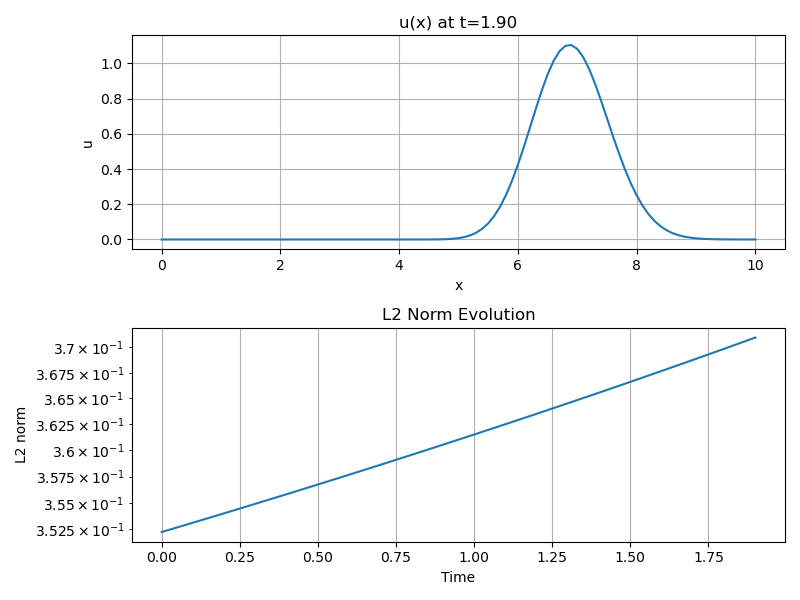 u(x) at t=1.90
1.0
0.8
0.6
0.4
0.2
0.0
u
0 2 4 6 8 10
x
L2 Norm Evolution
3.7 × 10⁻¹
3.675 × 10⁻¹
3.65 × 10⁻¹
3.625 × 10⁻¹
3.6 × 10⁻¹
3.575 × 10⁻¹
3.55 × 10⁻¹
3.525 × 10⁻¹
L2 norm
0.00 0.25 0.50 0.75 1.00 1.25 1.50 1.75
Time